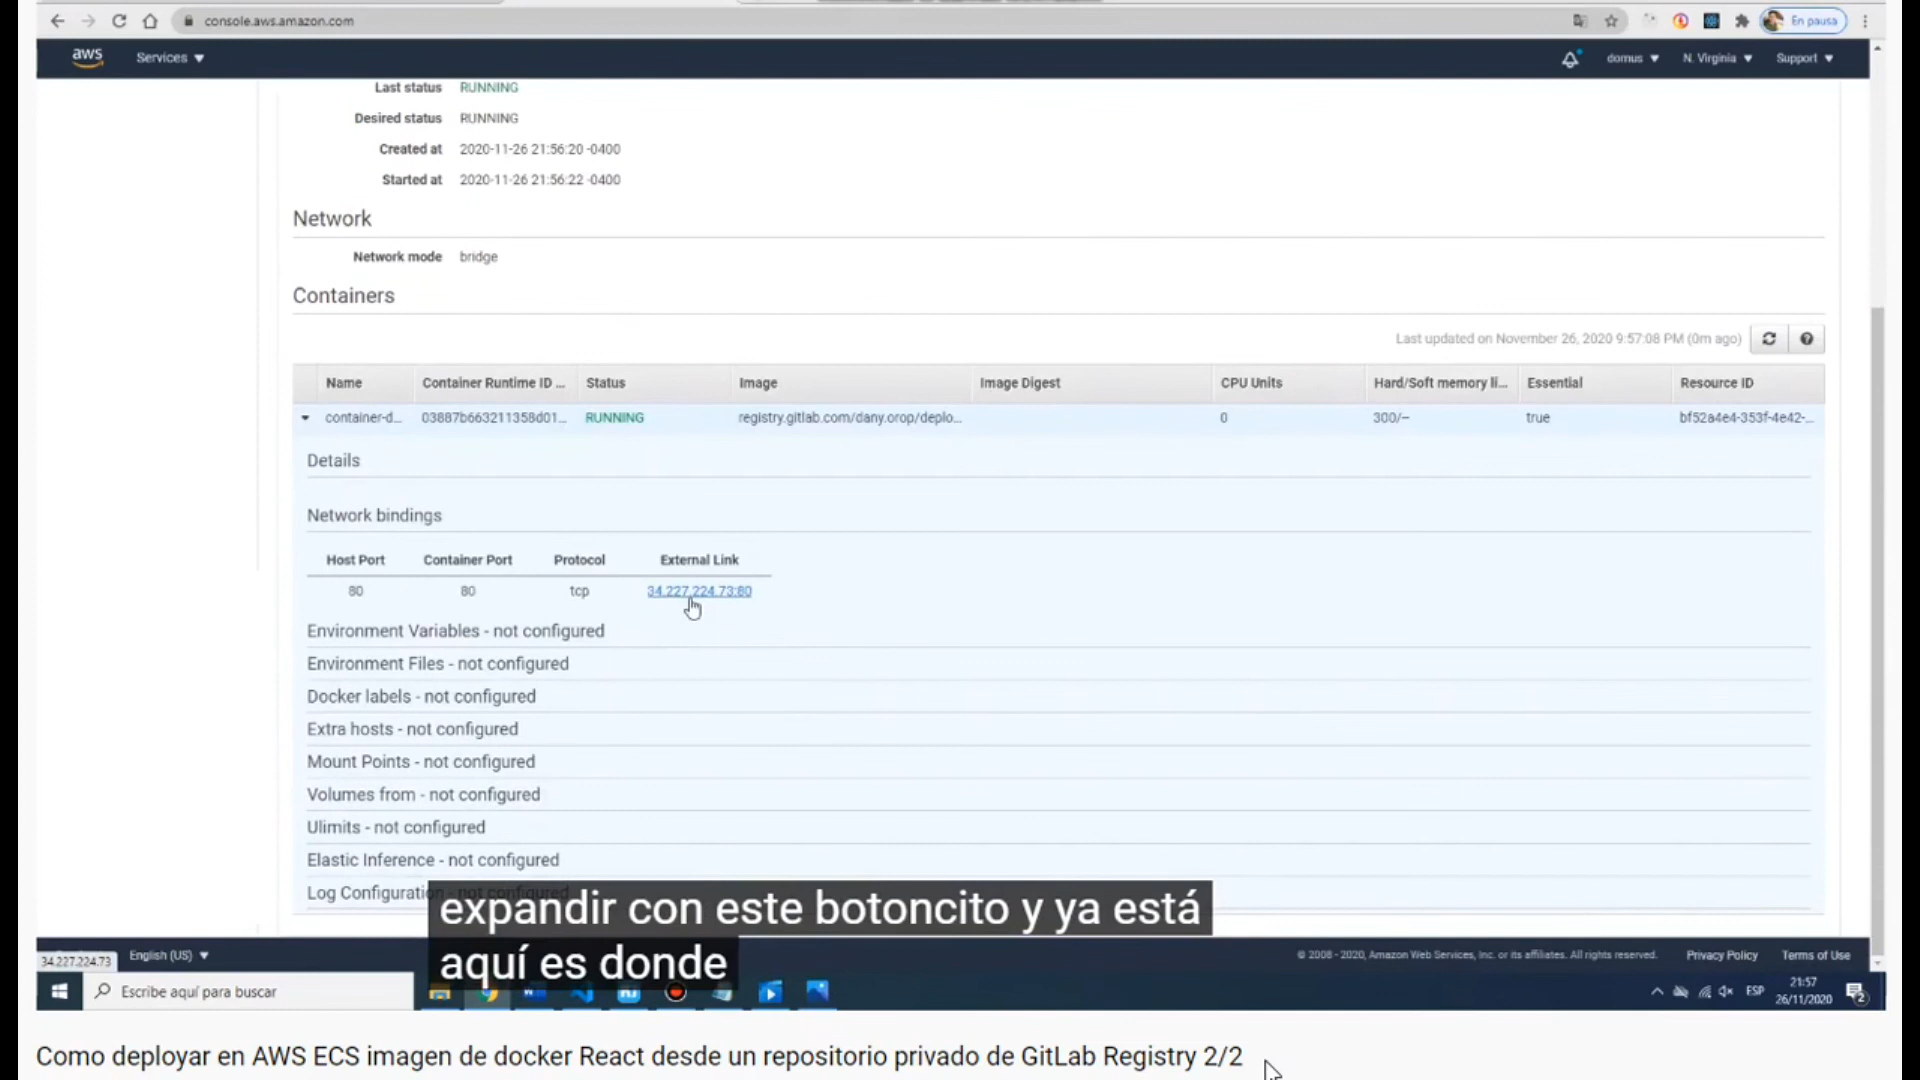 console.aws.amazon.com
En pausa
aws
Services
domus
N. Virginia
Support
Last status RUNNING
Desired status RUNNING
Created at 2020-11-26 21:56:20 -0400
Started at 2020-11-26 21:56:22 -0400
Network
Network mode bridge
Containers
Last updated on November 26, 2020 9:57:08 PM (0m ago)
Name Container Runtime ID ... Status Image Image Digest CPU Units Hard/Soft memory li... Essential Resource ID
container-d... 03887b663211358d01... RUNNING registry.gitlab.com/dany.orop/deplo... 0 300/-- true bf52a4e4-353f-4e42-...
Details
Network bindings
Host Port Container Port Protocol External Link
80 80 tcp 34.227.224.73:80
Environment Variables - not configured
Environment Files - not configured
Docker labels - not configured
Extra hosts - not configured
Mount Points - not configured
Volumes from - not configured
Ulimits - not configured
Elastic Inference - not configured
Log Configuration - not configured
expandir con este botoncito y ya está
aquí es donde
34.227.224.73
English (US)
© 2008 - 2020, Amazon Web Services, Inc. or its affiliates. All rights reserved. Privacy Policy Terms of Use
Escribe aquí para buscar
ESP
21:57
26/11/2020
2
Como deployar en AWS ECS imagen de docker React desde un repositorio privado de GitLab Registry 2/2